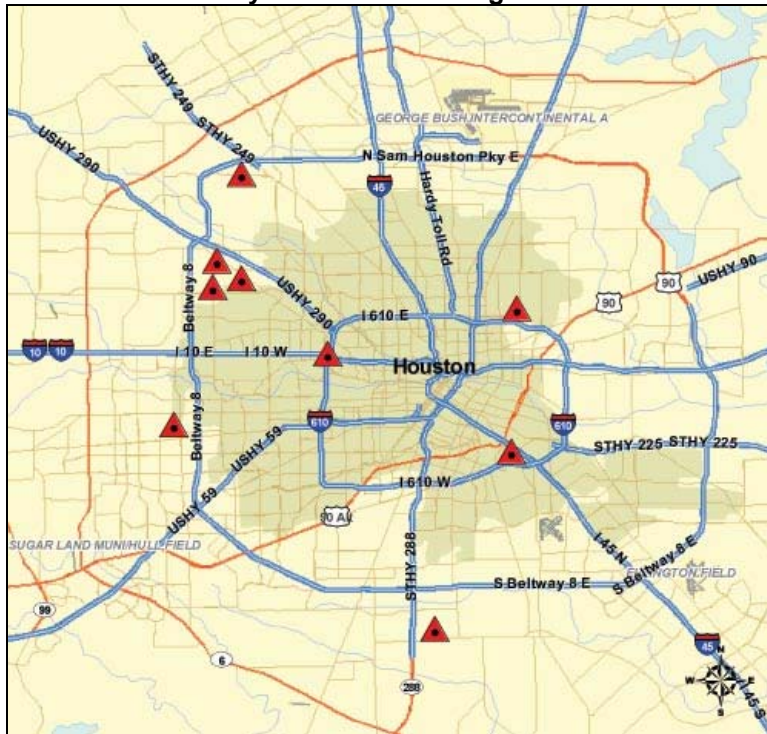 STHY 249
STHY 249
GEORGE BUSH INTERCONTINENTAL A
USHY 290
N Sam Houston Pky E
45
Hardy Toll Rd
Beltway 8
USHY 290
90
USHY 90
90
I 610 E
10
10
I 10 E
I 10 W
Houston
Beltway 8
USHY 59
610
610
STHY 225
STHY 225
I 610 W
USHY 59
SUGAR LAND MUNI/HULL FIELD
STHY 288
I 45 N
S Beltway 8 E
S Beltway 8 E
FIELD
99
6
288
45
I 45 S
N
W
E
S